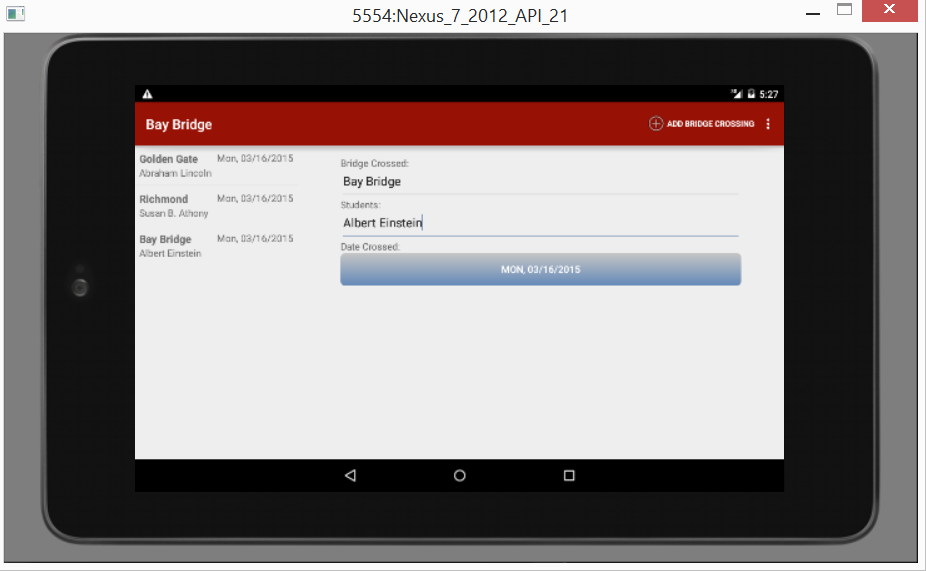 5554:Nexus_7_2012_API_21
5:27
Bay Bridge
ADD BRIDGE CROSSING
Golden Gate Mon, 03/16/2015
Abraham Lincoln
Richmond Mon, 03/16/2015
Susan B. Athony
Bay Bridge Mon, 03/16/2015
Albert Einstein
Bridge Crossed:
Bay Bridge
Students:
Albert Einstein
Date Crossed:
MON, 03/16/2015